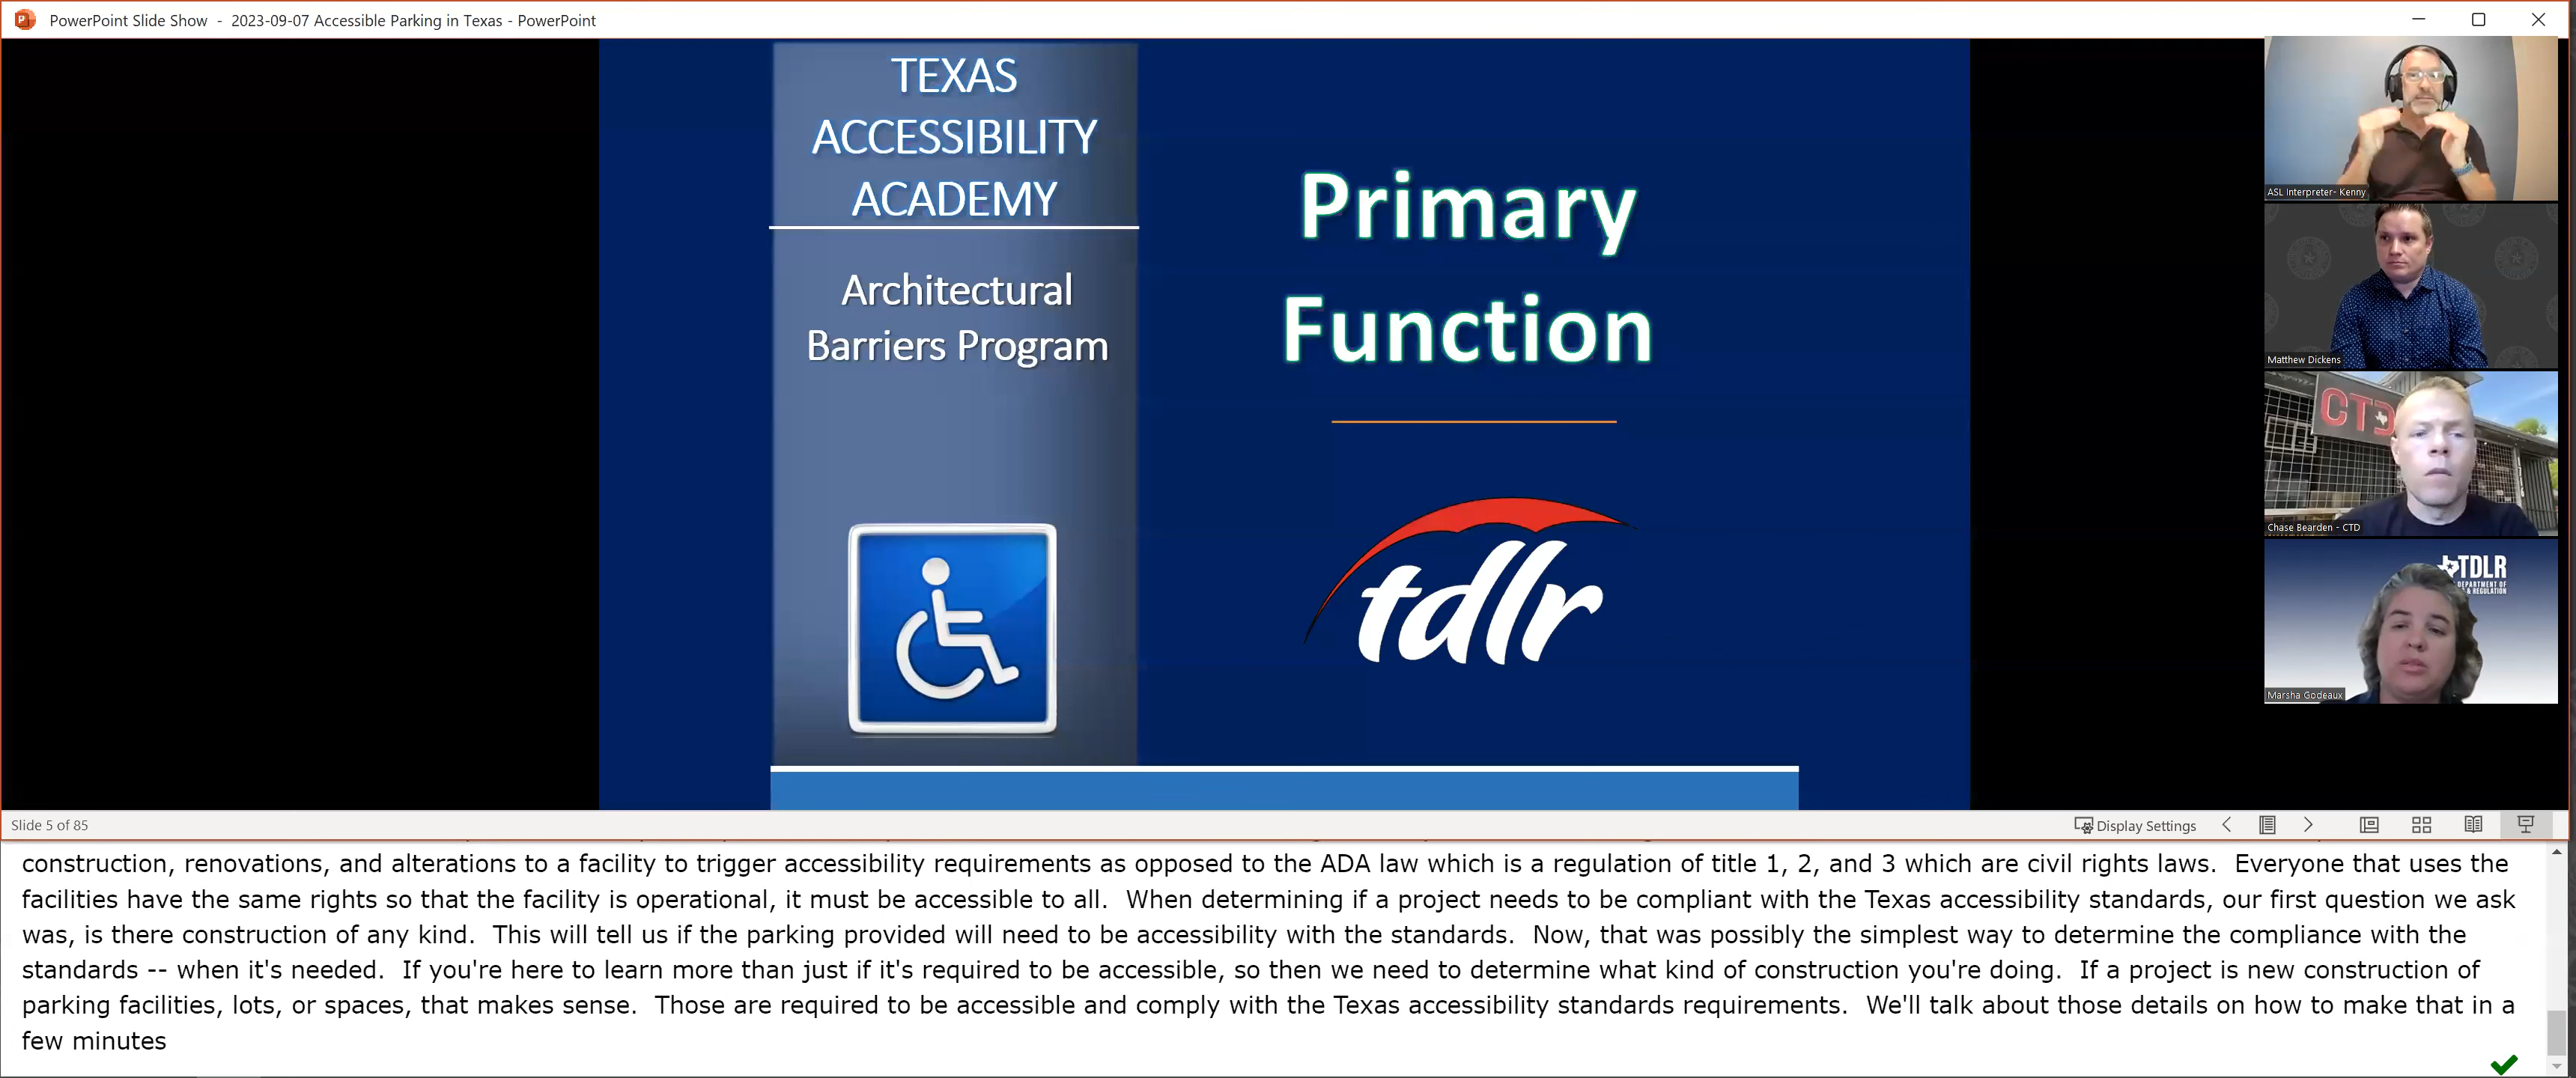 PowerPoint Slide Show - 2023-09-07 Accessible Parking in Texas - PowerPoint
TEXAS
ACCESSIBILITY
ACADEMY
Architectural
Barriers Program
Primary
Function
tdlr
ASL Interpreter- Kenny
Matthew Dickens
CTD
Chase Bearden - CTD
TDLR
DEPARTMENT OF
& REGULATION
Marsha Godeaux
Slide 5 of 85
Display Settings
construction, renovations, and alterations to a facility to trigger accessibility requirements as opposed to the ADA law which is a regulation of title 1, 2, and 3 which are civil rights laws. Everyone that uses the
facilities have the same rights so that the facility is operational, it must be accessible to all. When determining if a project needs to be compliant with the Texas accessibility standards, our first question we ask
was, is there construction of any kind. This will tell us if the parking provided will need to be accessibility with the standards. Now, that was possibly the simplest way to determine the compliance with the
standards -- when it's needed. If you're here to learn more than just if it's required to be accessible, so then we need to determine what kind of construction you're doing. If a project is new construction of
parking facilities, lots, or spaces, that makes sense. Those are required to be accessible and comply with the Texas accessibility standards requirements. We'll talk about those details on how to make that in a
few minutes